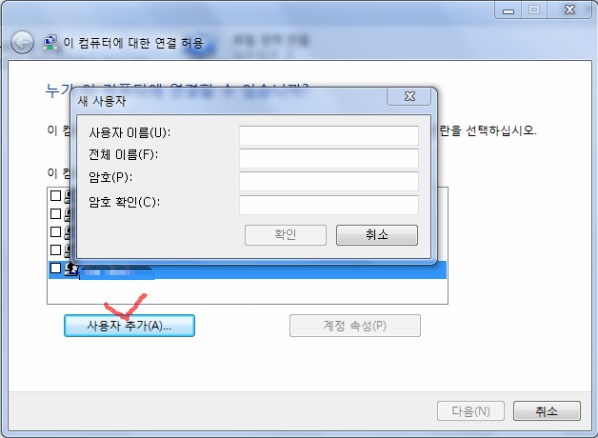 이 컴퓨터에 대한 연결 허용
누가 이 컴퓨터에 연결할 수 있습니까?
새 사용자
사용자 이름(U):
전체 이름(F):
암호(P):
암호 확인(C):
확인
취소
이 컴
란을 선택하십시오.
이 컴
사용자 추가(A)...
계정 속성(P)
다음(N)
취소